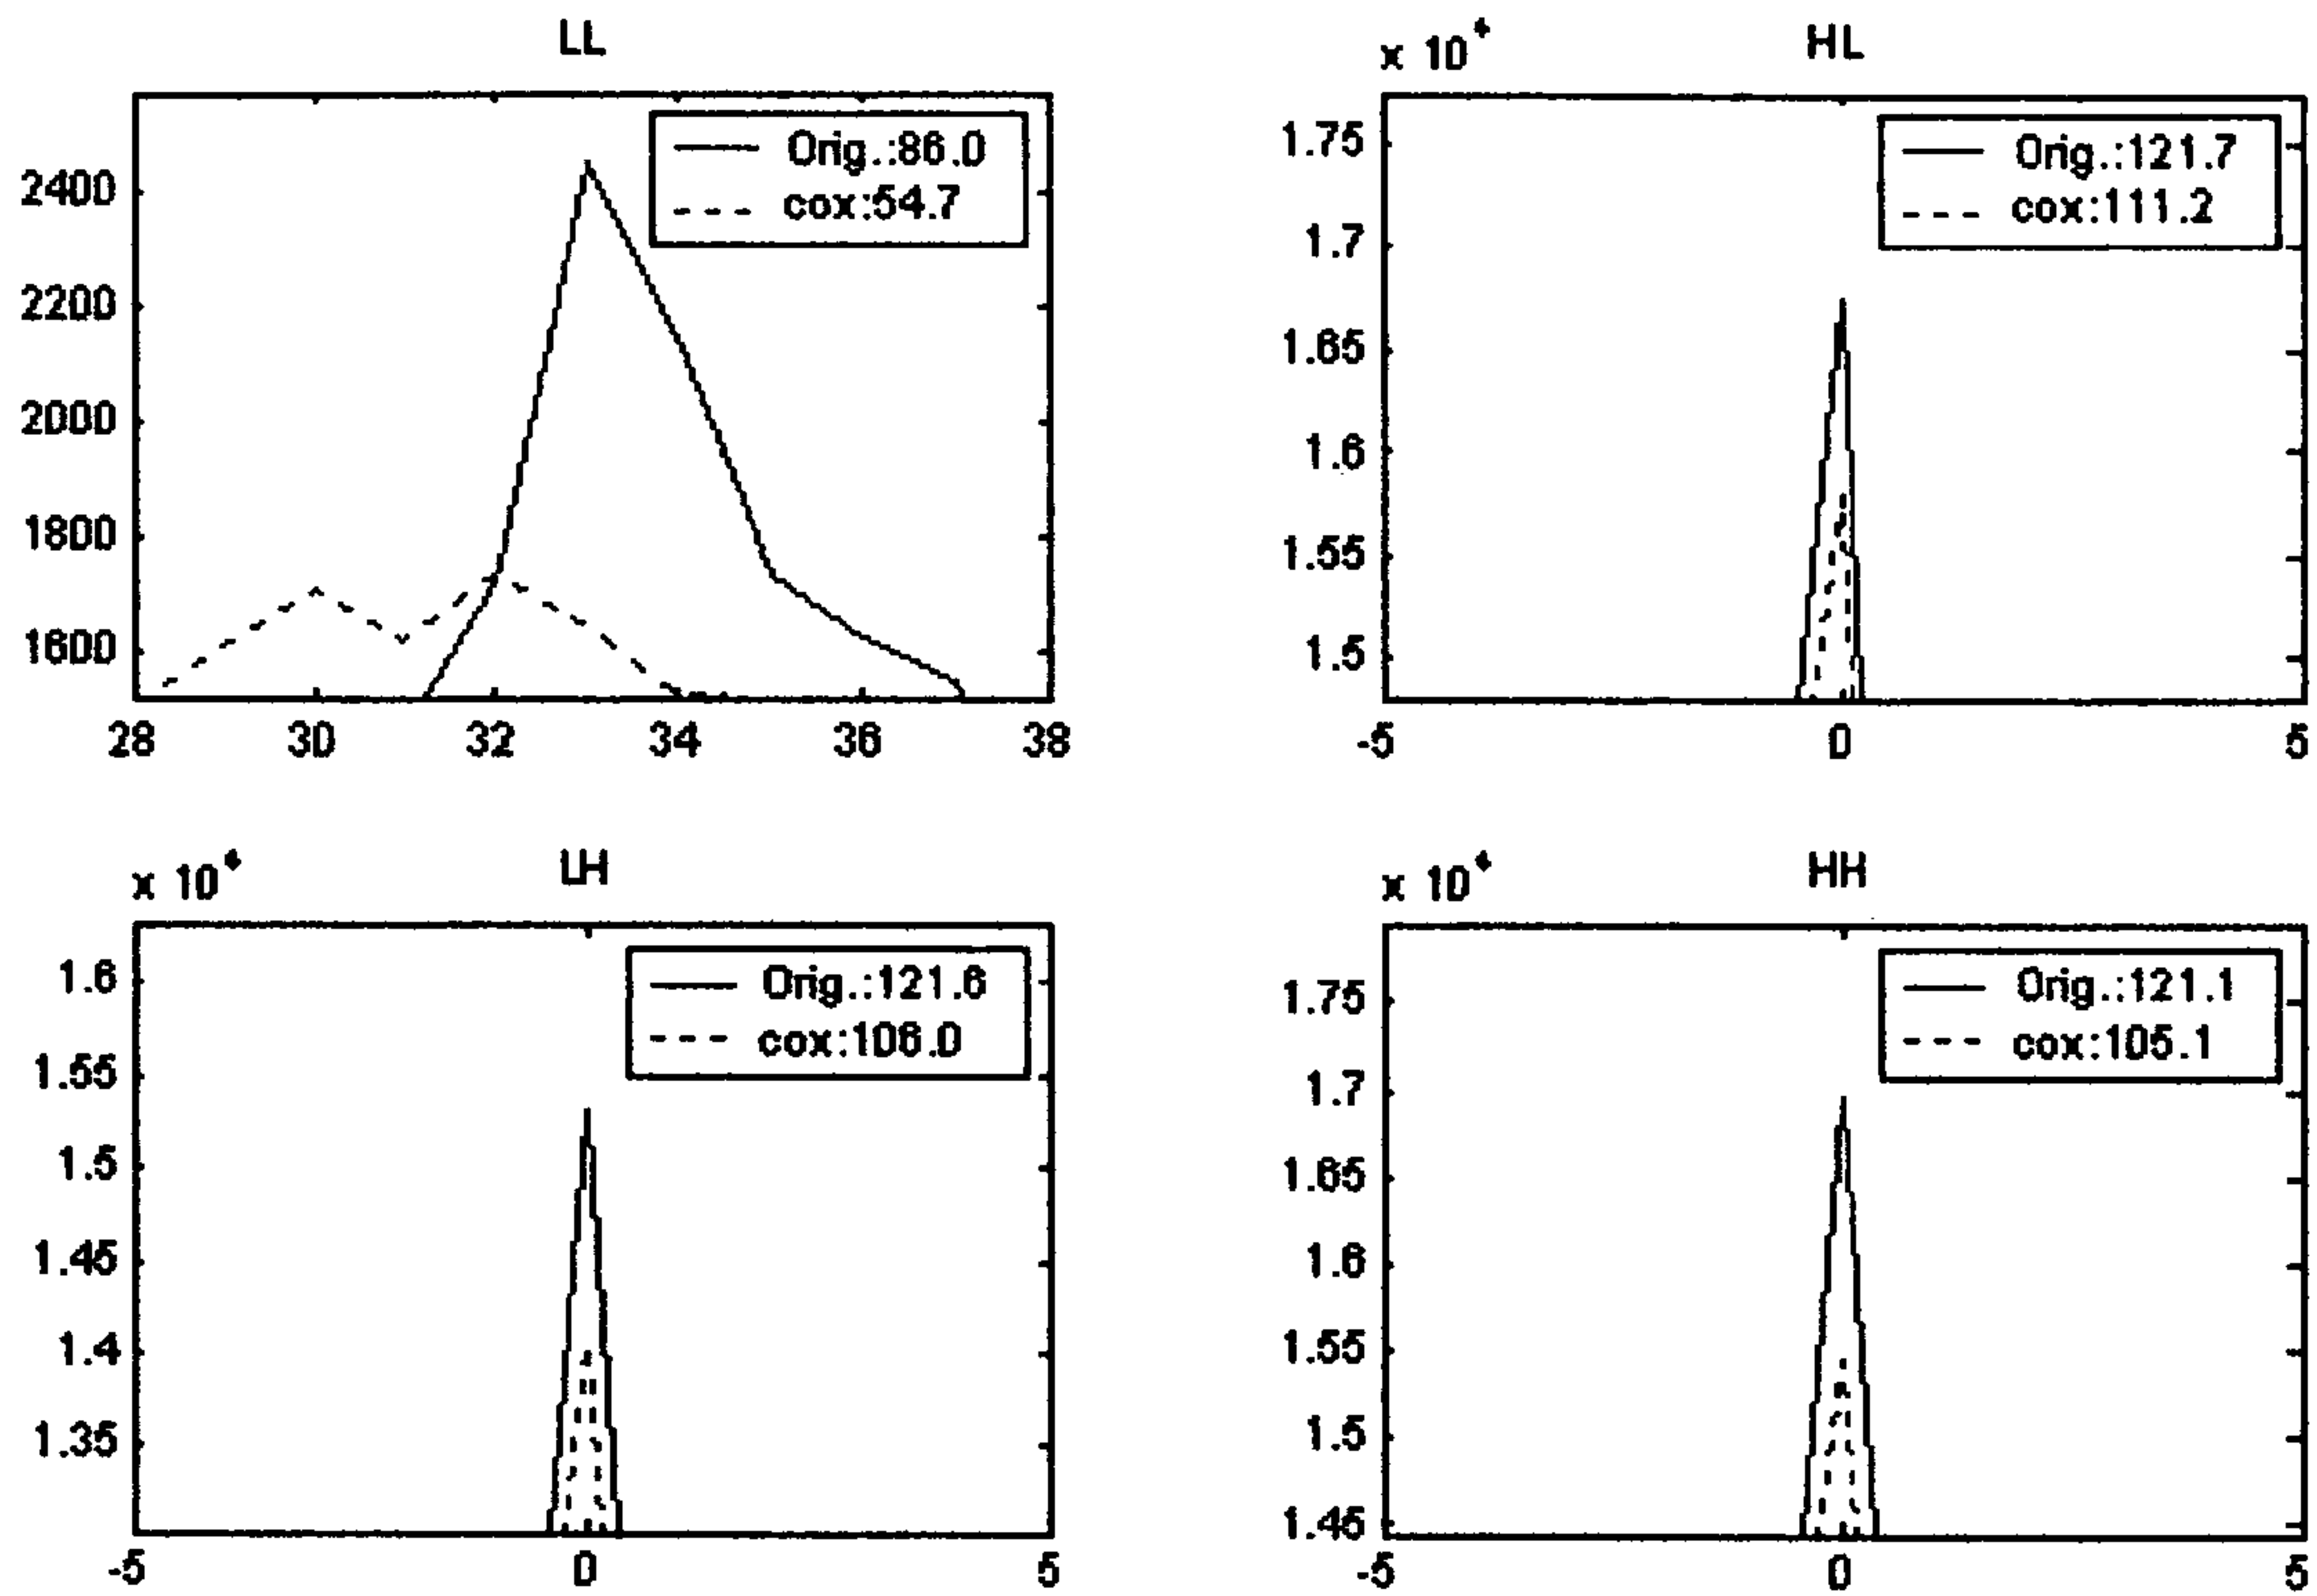 LL
2400
2200
2000
1800
1600
28 30 32 34 36 38
Orig.:86.0
cox:54.7
x 10⁴ HL
1.75
1.7
1.65
1.6
1.55
1.5
-5 0 5
Orig.:121.7
cox:111.2
x 10⁴ LH
1.6
1.55
1.5
1.45
1.4
1.35
-5 0 5
Orig.:121.6
cox:106.0
x 10⁴ HH
1.75
1.7
1.65
1.6
1.55
1.5
1.45
-5 0 5
Orig.:121.1
cox:105.1